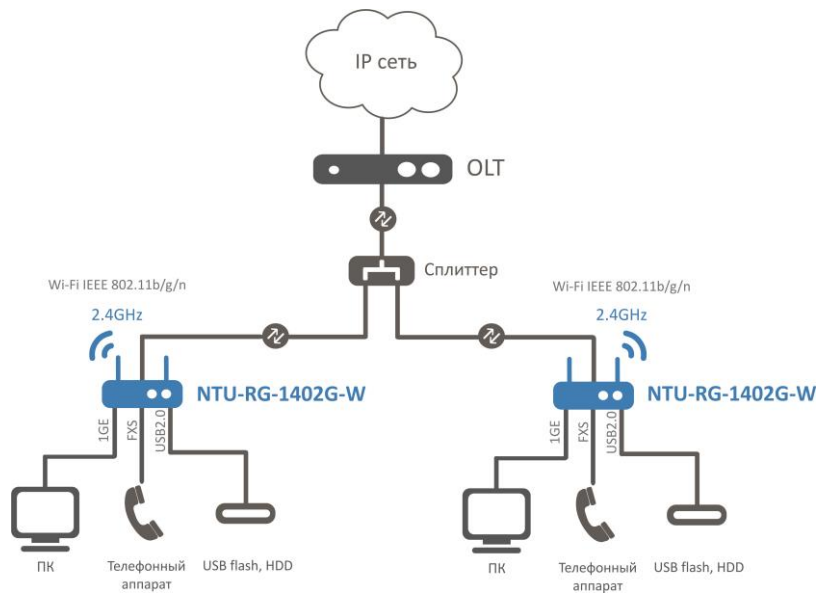 IP сеть
OLT
Сплиттер
Wi-Fi IEEE 802.11b/g/n
2.4GHz
NTU-RG-1402G-W
1GE
FXS
USB2.0
ПК
Телефонный
аппарат
USB flash, HDD
Wi-Fi IEEE 802.11b/g/n
2.4GHz
NTU-RG-1402G-W
1GE
FXS
USB2.0
ПК
Телефонный
аппарат
USB flash, HDD